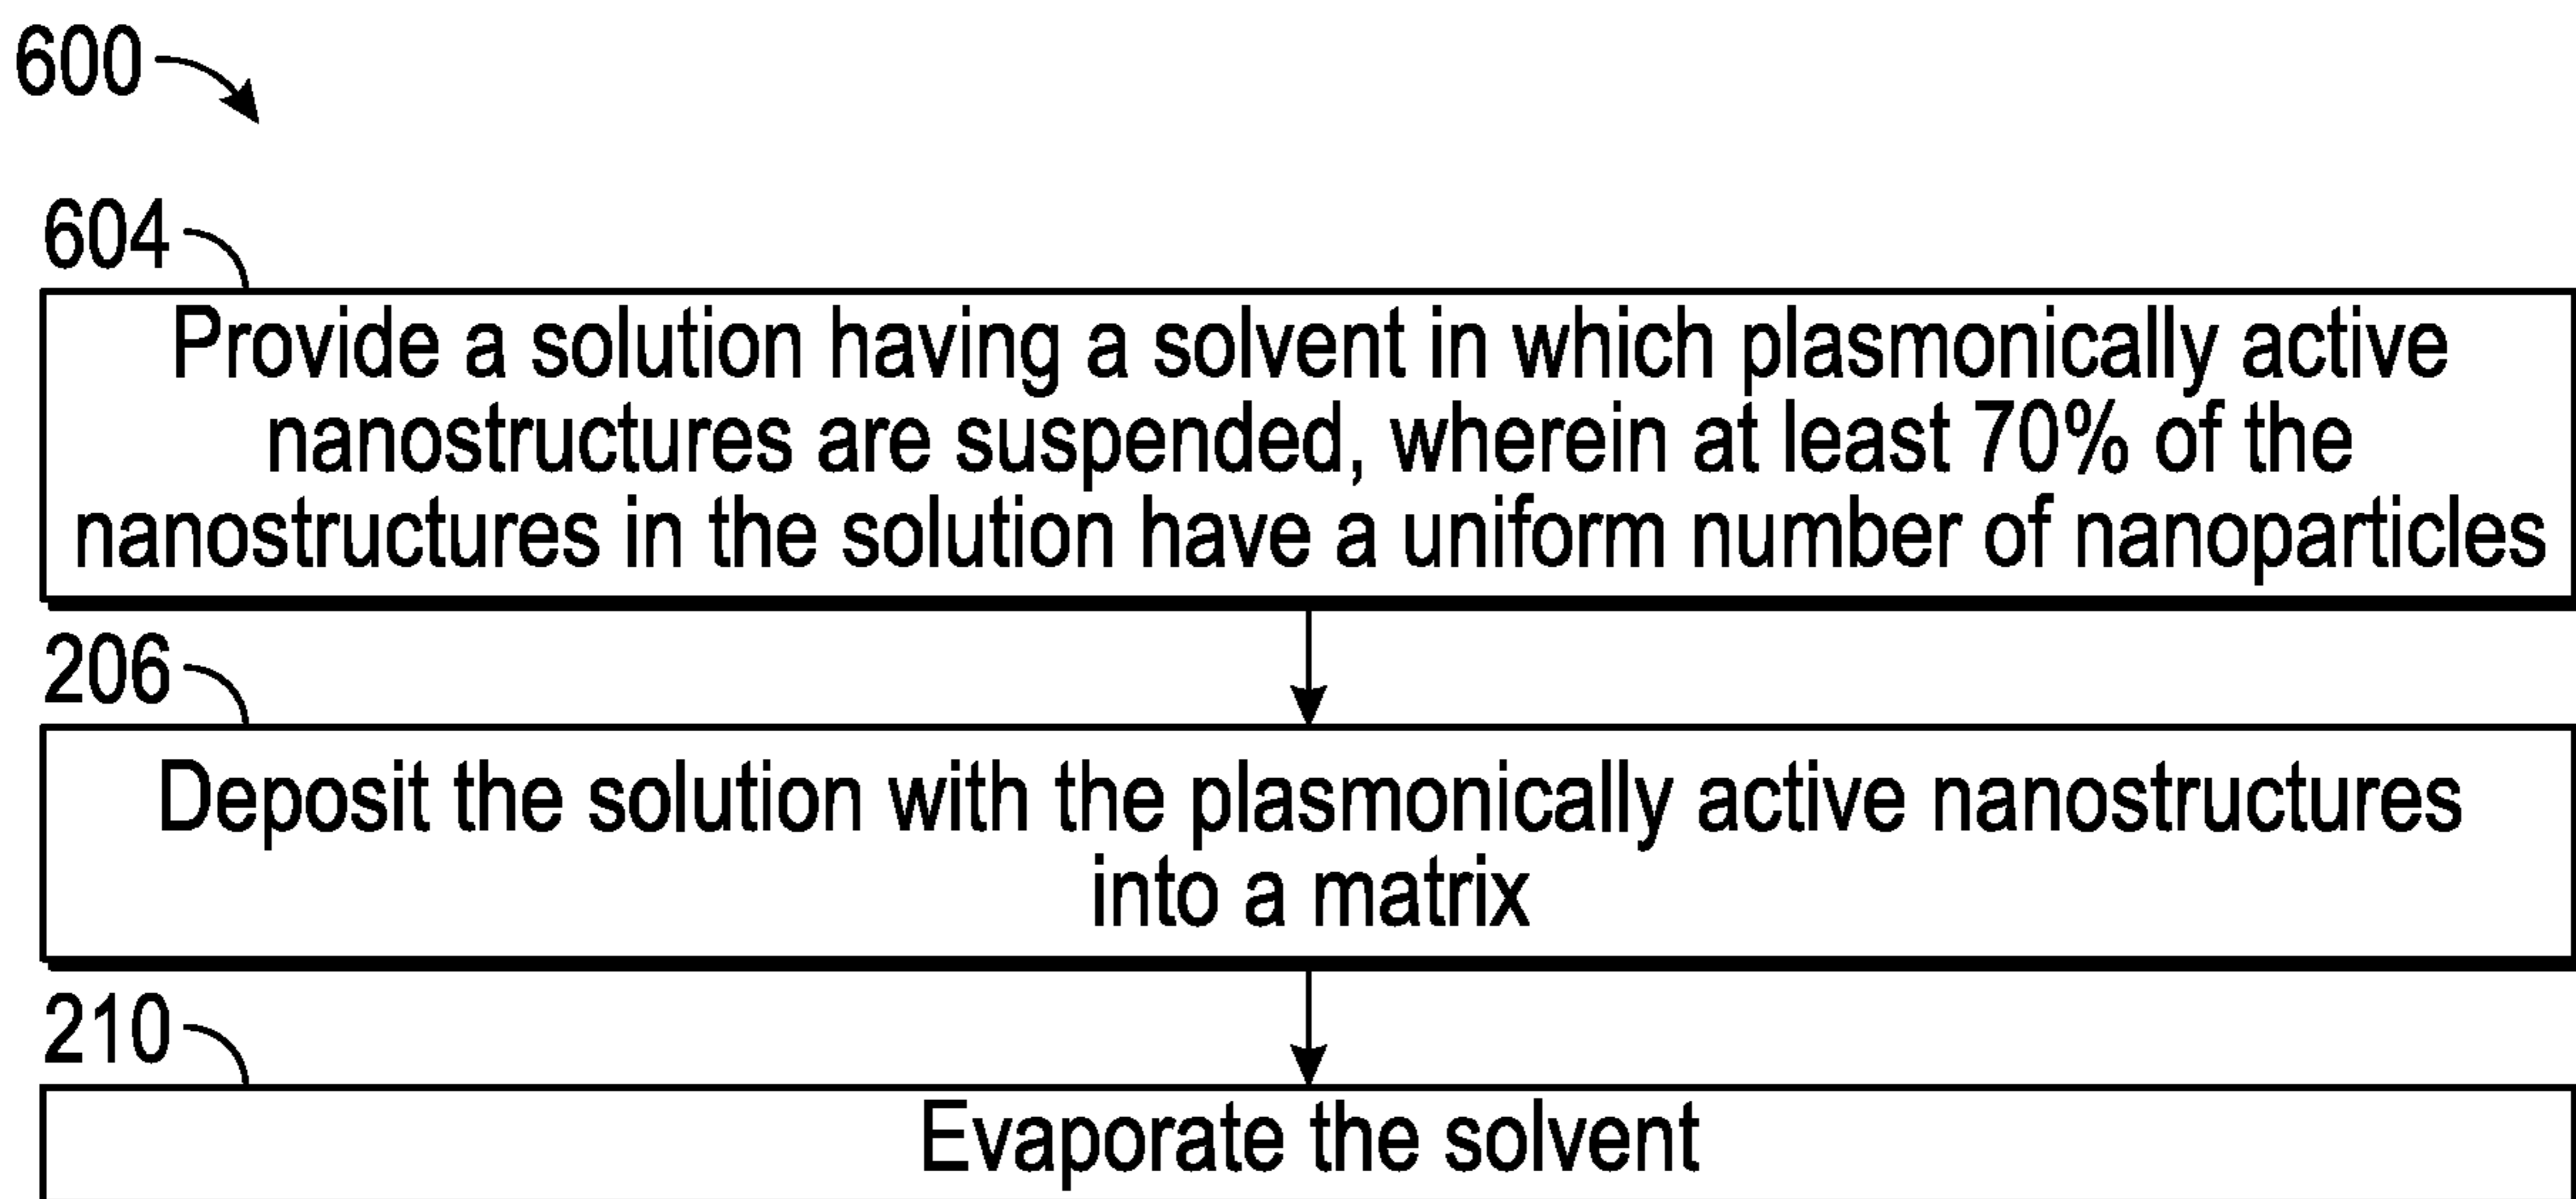 600
604
Provide a solution having a solvent in which plasmonically active
nanostructures are suspended, wherein at least 70% of the
nanostructures in the solution have a uniform number of nanoparticles
206
Deposit the solution with the plasmonically active nanostructures
into a matrix
210
Evaporate the solvent